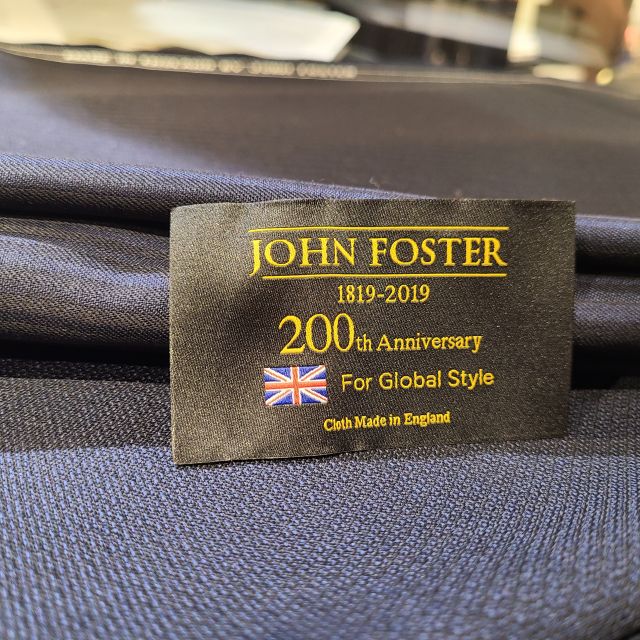 JOHN FOSTER
1819-2019
200th Anniversary
For Global Style
Cloth Made in England